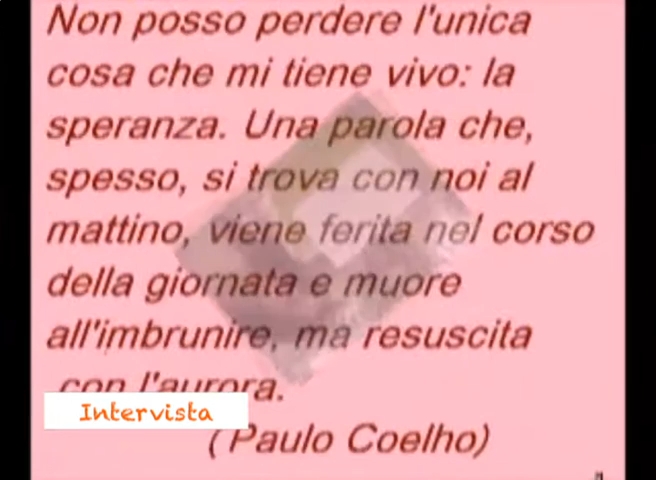 Non posso perdere l'unica
cosa che mi tiene vivo: la
speranza. Una parola che,
spesso, si trova con noi al
mattino, viene ferita nel corso
della giornata e muore
all'imbrunire, ma resuscita
con l'aurora.
Intervista
(Paulo Coelho)